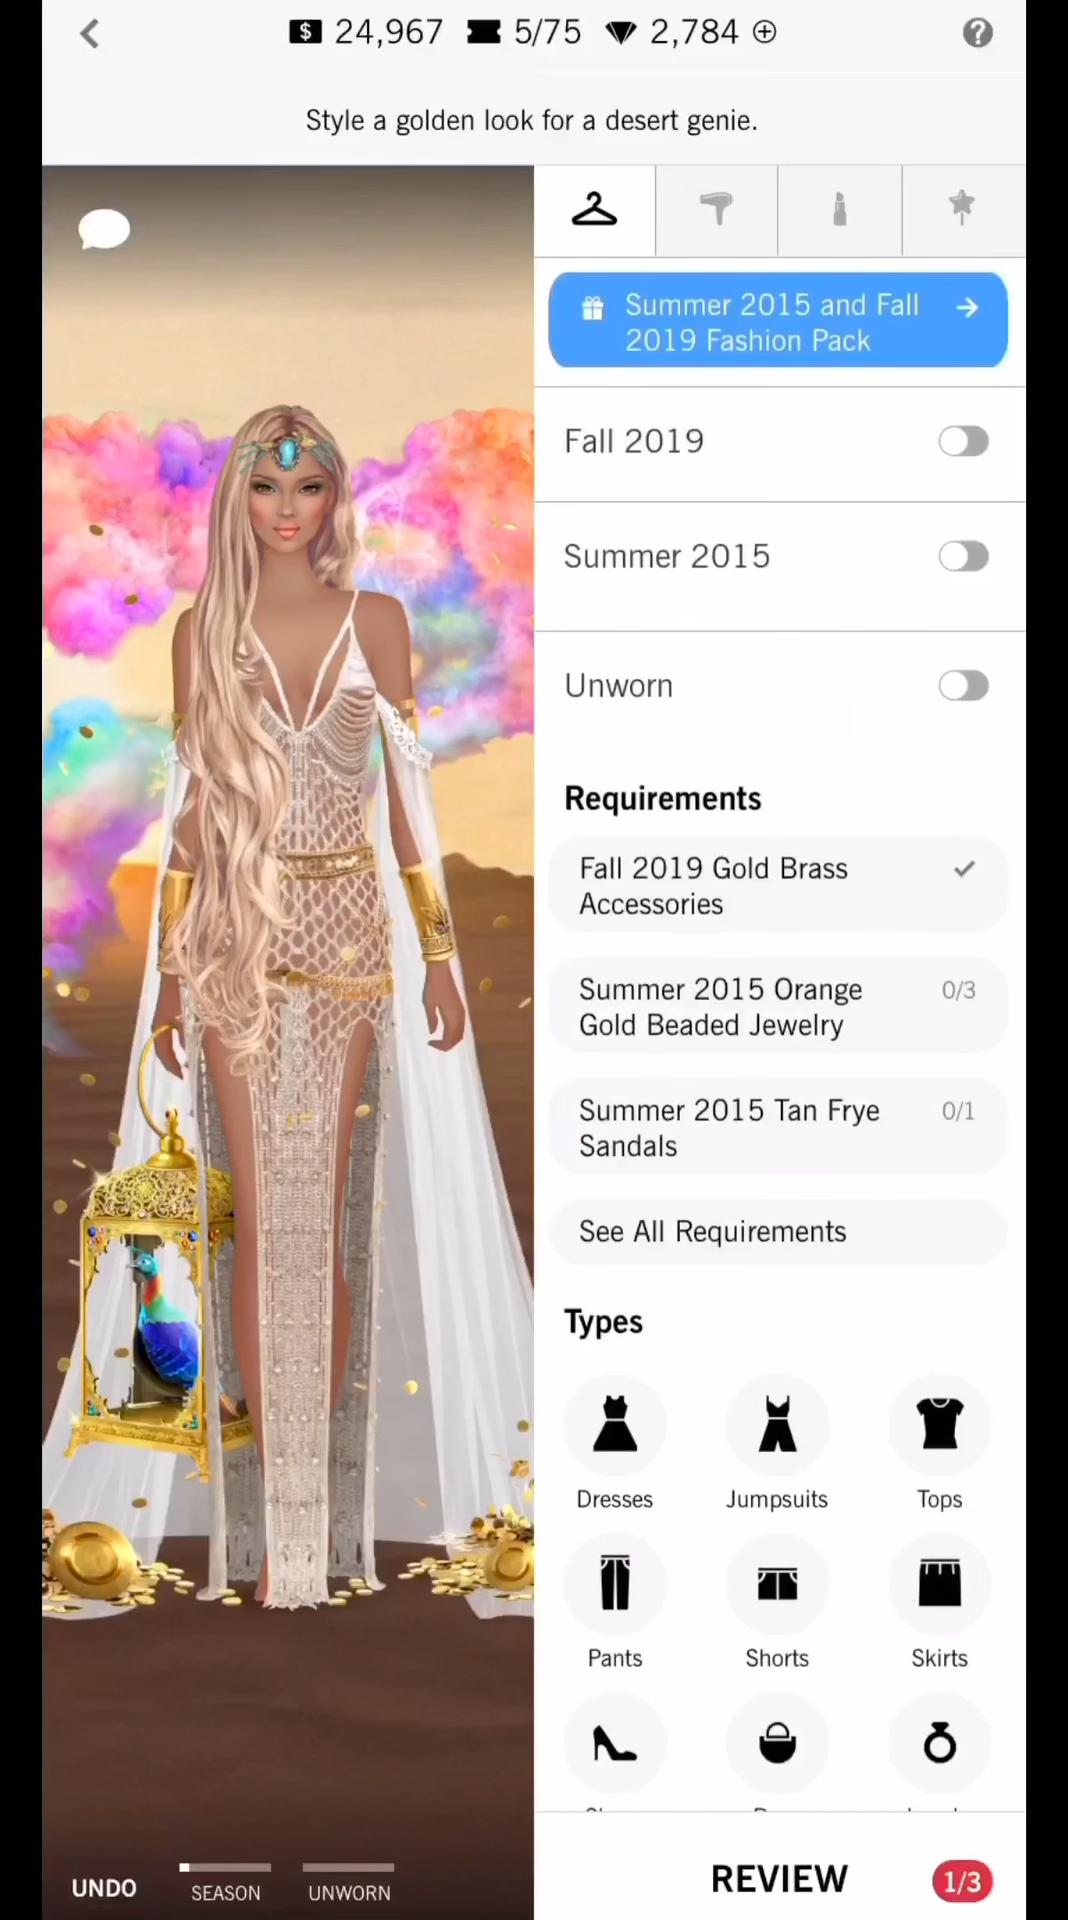 $ 24,967 5/75 2,784
Style a golden look for a desert genie.
Summer 2015 and Fall
2019 Fashion Pack
Fall 2019
Summer 2015
Unworn
Requirements
Fall 2019 Gold Brass
Accessories
Summer 2015 Orange
Gold Beaded Jewelry
0/3
Summer 2015 Tan Frye
Sandals
0/1
See All Requirements
Types
Dresses Jumpsuits Tops
Pants Shorts Skirts
UNDO SEASON UNWORN
REVIEW 1/3